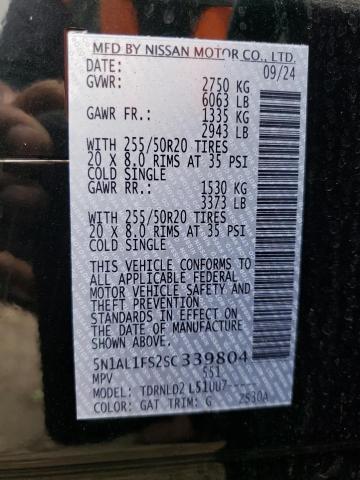 MFD BY NISSAN MOTOR CO., LTD.
DATE: 09/24
GVWR: 2750 KG
6063 LB
GAWR FR.: 1335 KG
2943 LB
WITH 255/50R20 TIRES
20 X 8.0 RIMS AT 35 PSI
COLD SINGLE
GAWR RR.: 1530 KG
3373 LB
WITH 255/50R20 TIRES
20 X 8.0 RIMS AT 35 PSI
COLD SINGLE
THIS VEHICLE CONFORMS TO
ALL APPLICABLE FEDERAL
MOTOR VEHICLE SAFETY AND
THEFT PREVENTION
STANDARDS IN EFFECT ON
THE DATE OF MANUFACTURE
SHOWN ABOVE.
5N1AL1FS2SC339804
MPV 551
MODEL: TDRNLD2 L51UU7-----
COLOR: GAT TRIM: G 2S30A